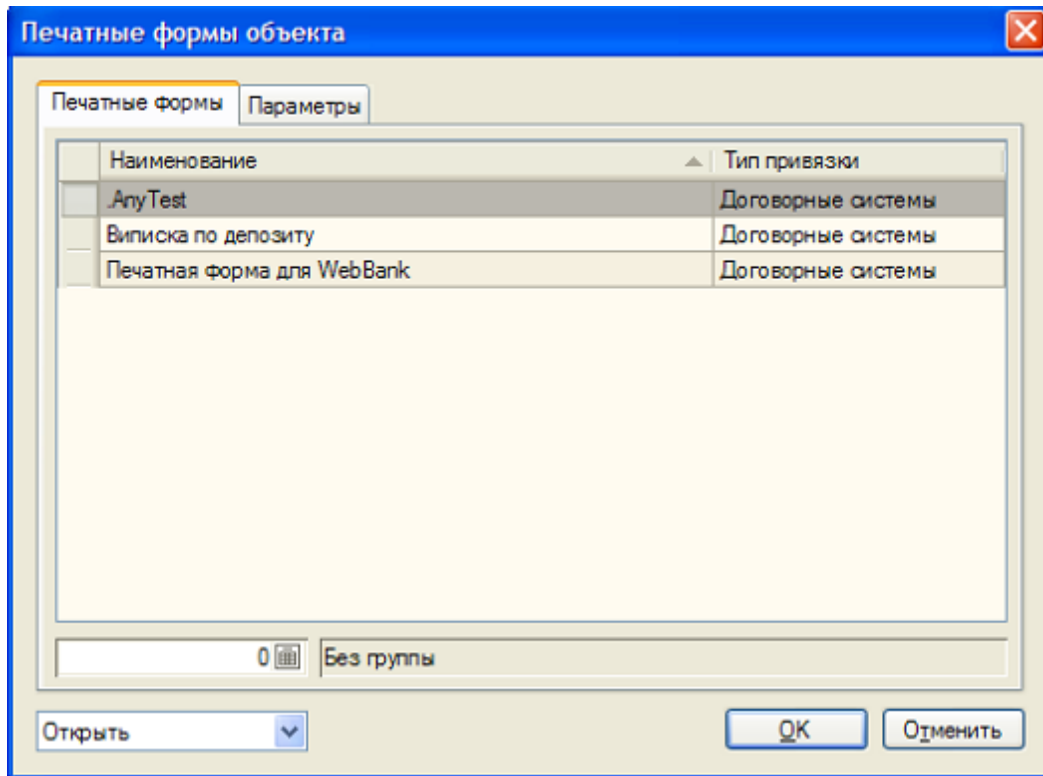 Печатные формы объекта
Печатные формы Параметры
Наименование Тип привязки
.AnyTest Договорные системы
Виписка по депозиту Договорные системы
Печатная форма для WebBank Договорные системы
0 Без группы
Открыть OK Отменить